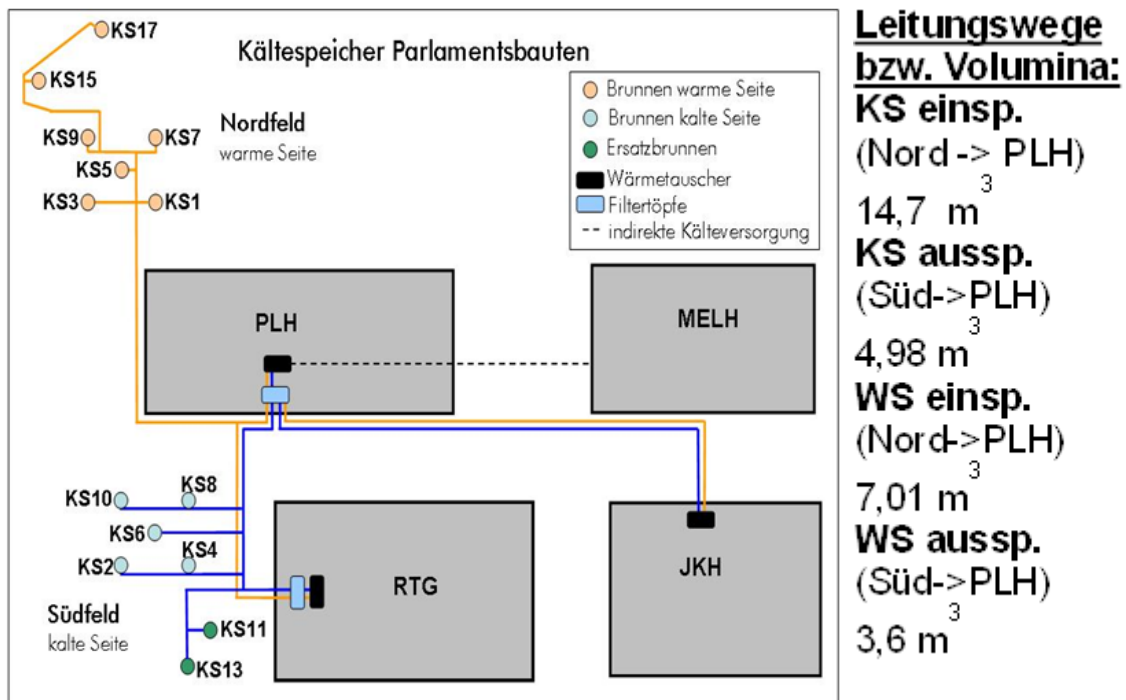 Kältespeicher Parlamentsbauten
KS17
KS15
KS9
KS7
KS5
KS3
KS1
Nordfeld
warme Seite
Brunnen warme Seite
Brunnen kalte Seite
Ersatzbrunnen
Wärmetauscher
Filtertöpfe
indirekte Kälteversorgung
PLH
MELH
KS10
KS8
KS6
KS2
KS4
Südfeld
kalte Seite
KS11
KS13
RTG
JKH
Leitungswege
bzw. Volumina:
KS einsp.
(Nord -> PLH)
14,7 m³
KS aussp.
(Süd->PLH)
4,98 m³
WS einsp.
(Nord->PLH)
7,01 m³
WS aussp.
(Süd->PLH)
3,6 m³